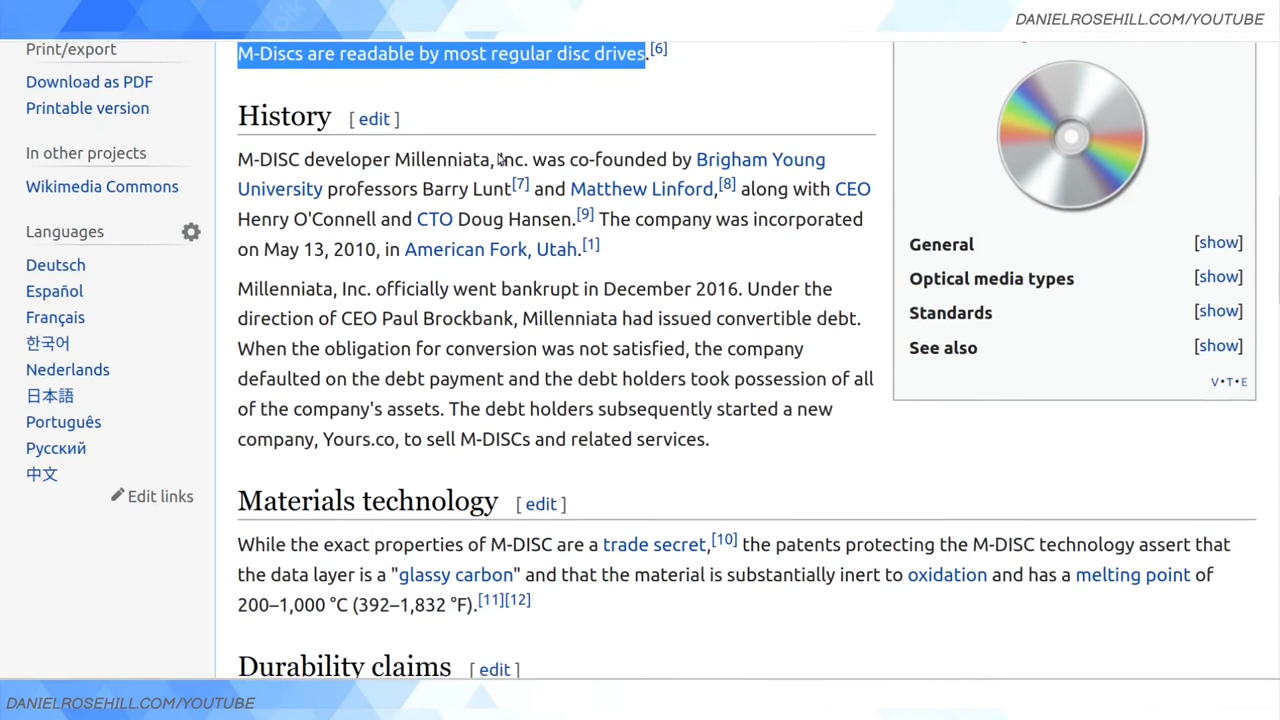 DANIELROSEHILL.COM/YOUTUBE
Print/export
Download as PDF
Printable version
In other projects
Wikimedia Commons
Languages
Deutsch
Español
Français
한국어
Nederlands
日本語
Português
Русский
中文
Edit links
M-Discs are readable by most regular disc drives.[6]
History [ edit ]
M-DISC developer Millenniata, Inc. was co-founded by Brigham Young
University professors Barry Lunt[7] and Matthew Linford,[8] along with CEO
Henry O'Connell and CTO Doug Hansen.[9] The company was incorporated
on May 13, 2010, in American Fork, Utah.[1]
Millenniata, Inc. officially went bankrupt in December 2016. Under the
direction of CEO Paul Brockbank, Millenniata had issued convertible debt.
When the obligation for conversion was not satisfied, the company
defaulted on the debt payment and the debt holders took possession of all
of the company's assets. The debt holders subsequently started a new
company, Yours.co, to sell M-DISCs and related services.
General [show]
Optical media types [show]
Standards [show]
See also [show]
V•T•E
Materials technology [ edit ]
While the exact properties of M-DISC are a trade secret,[10] the patents protecting the M-DISC technology assert that
the data layer is a "glassy carbon" and that the material is substantially inert to oxidation and has a melting point of
200–1,000 °C (392–1,832 °F).[11][12]
Durability claims [ edit ]
DANIELROSEHILL.COM/YOUTUBE